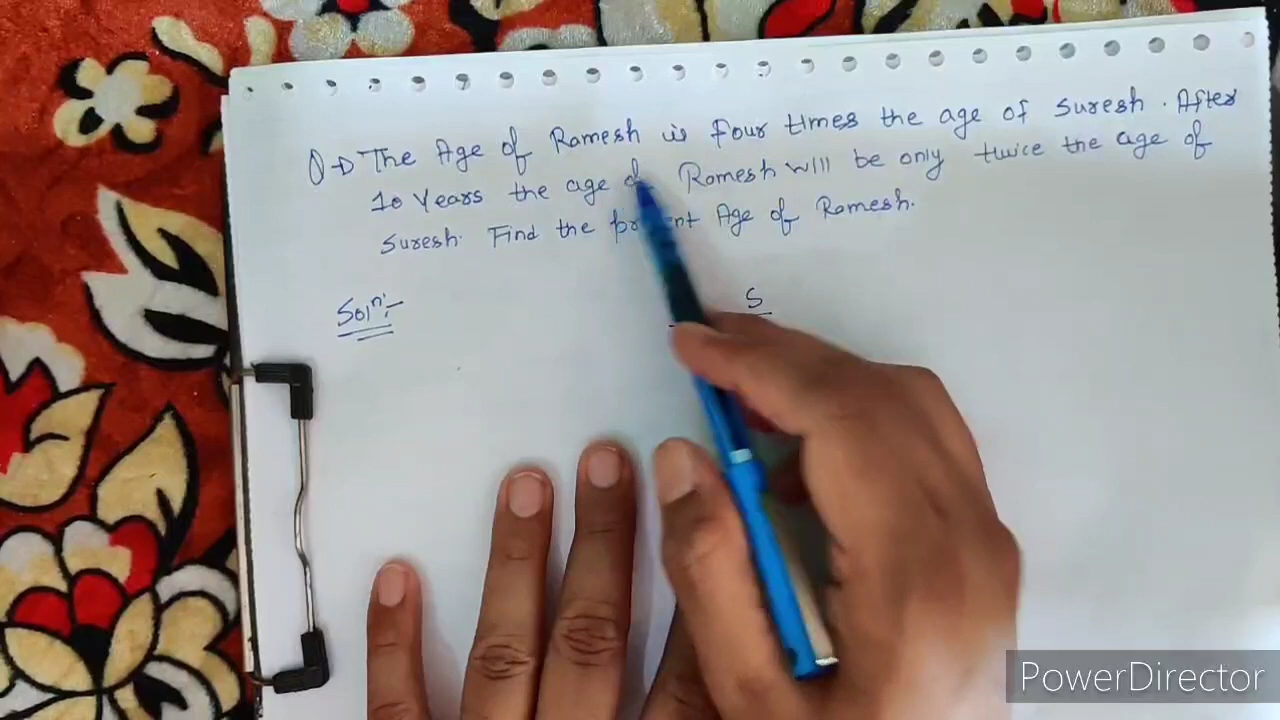 Q→ The Age of Ramesh is four times the age of Suresh. After
10 Years the age of Ramesh will be only twice the age of
Suresh. Find the Age of Ramesh.
Solⁿ:-
S
PowerDirector